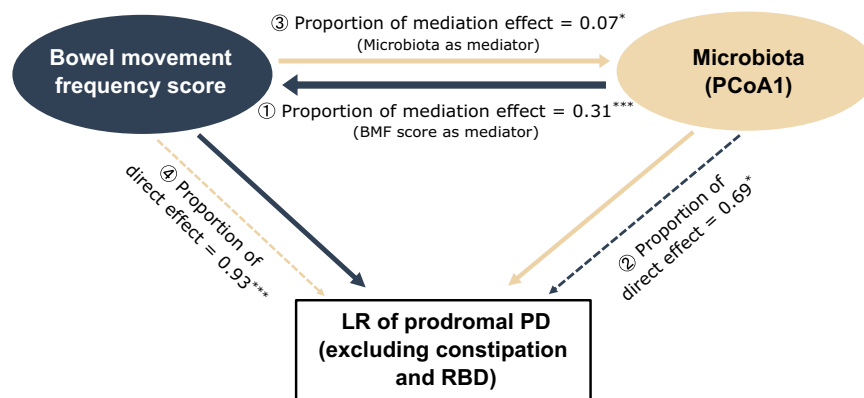 ③ Proportion of mediation effect = 0.07*
(Microbiota as mediator)
Bowel movement
frequency score
Microbiota
(PCoA1)
① Proportion of mediation effect = 0.31***
(BMF score as mediator)
④ Proportion of
direct effect = 0.93***
② Proportion of
direct effect = 0.69*
LR of prodromal PD
(excluding constipation
and RBD)